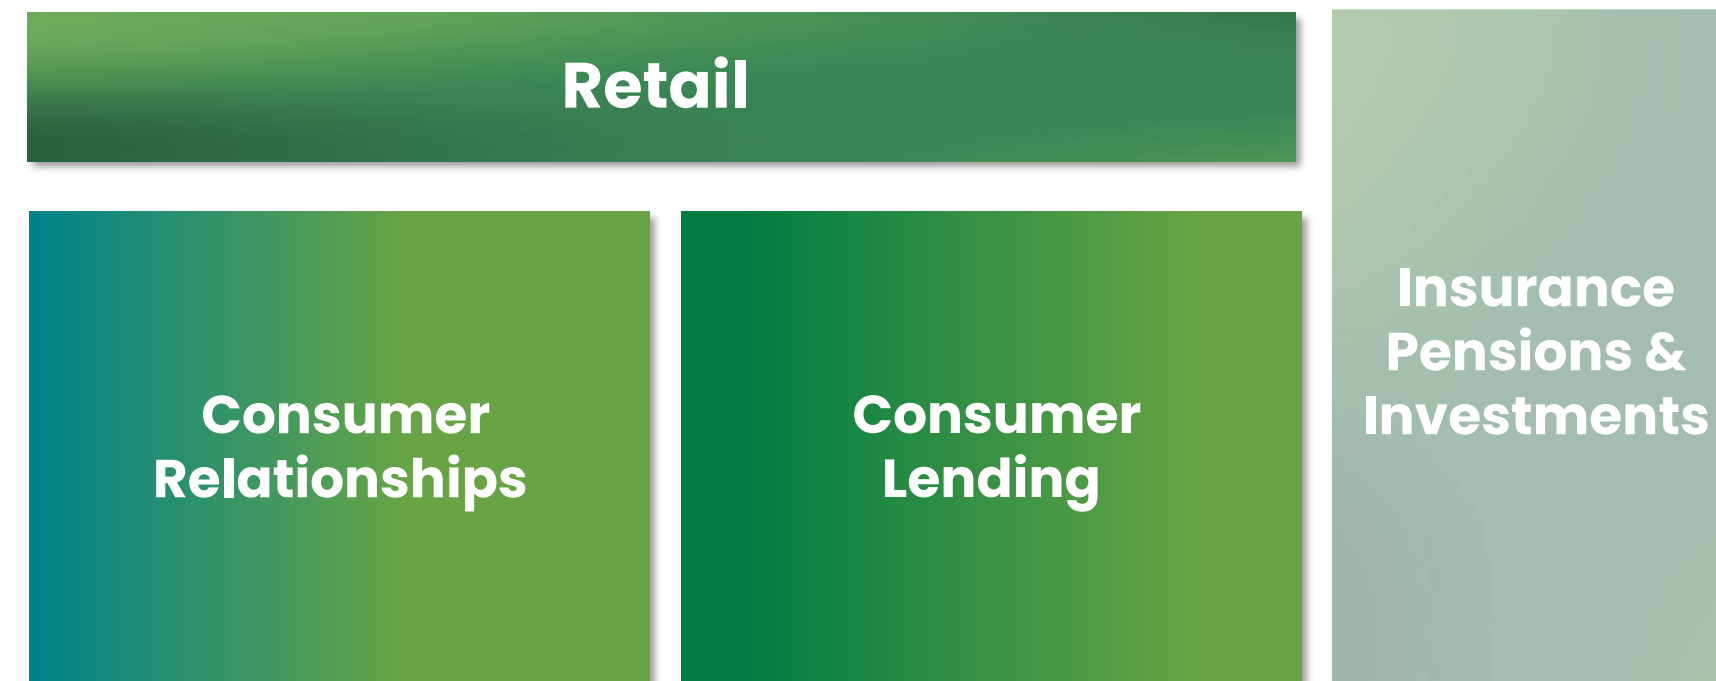 Retail
Consumer
Relationships
Consumer
Lending
Insurance
Pensions &
Investments